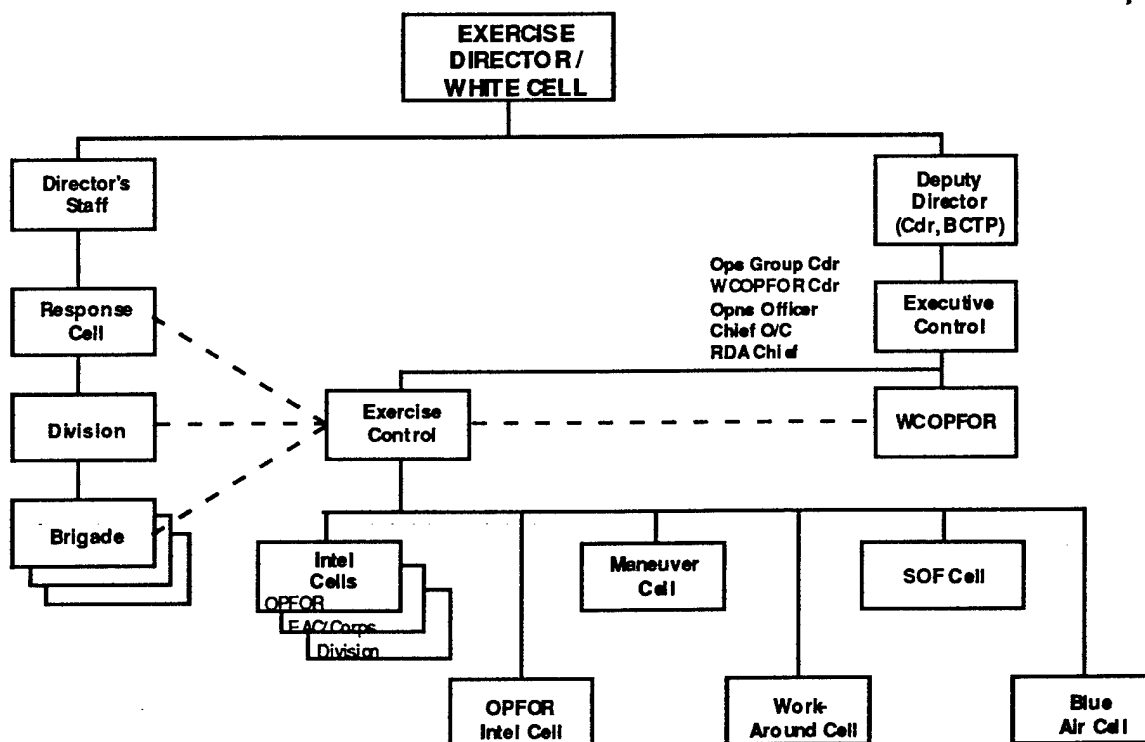 EXERCISE
DIRECTOR /
WHITE CELL
Director's
Staff
Deputy
Director
(Cdr, BCTP)
Ops Group Cdr
WCOPFOR Cdr
Opns Officer
Chief O/C
RDA Chief
Response
Cell
Executive
Control
Division
Exercise
Control
WCOPFOR
Brigade
Intel
Cells
OPFOR
EAC/Corps
Division
Maneuver
Cell
SOF Cell
OPFOR
Intel Cell
Work-
Around Cell
Blue
Air Cell